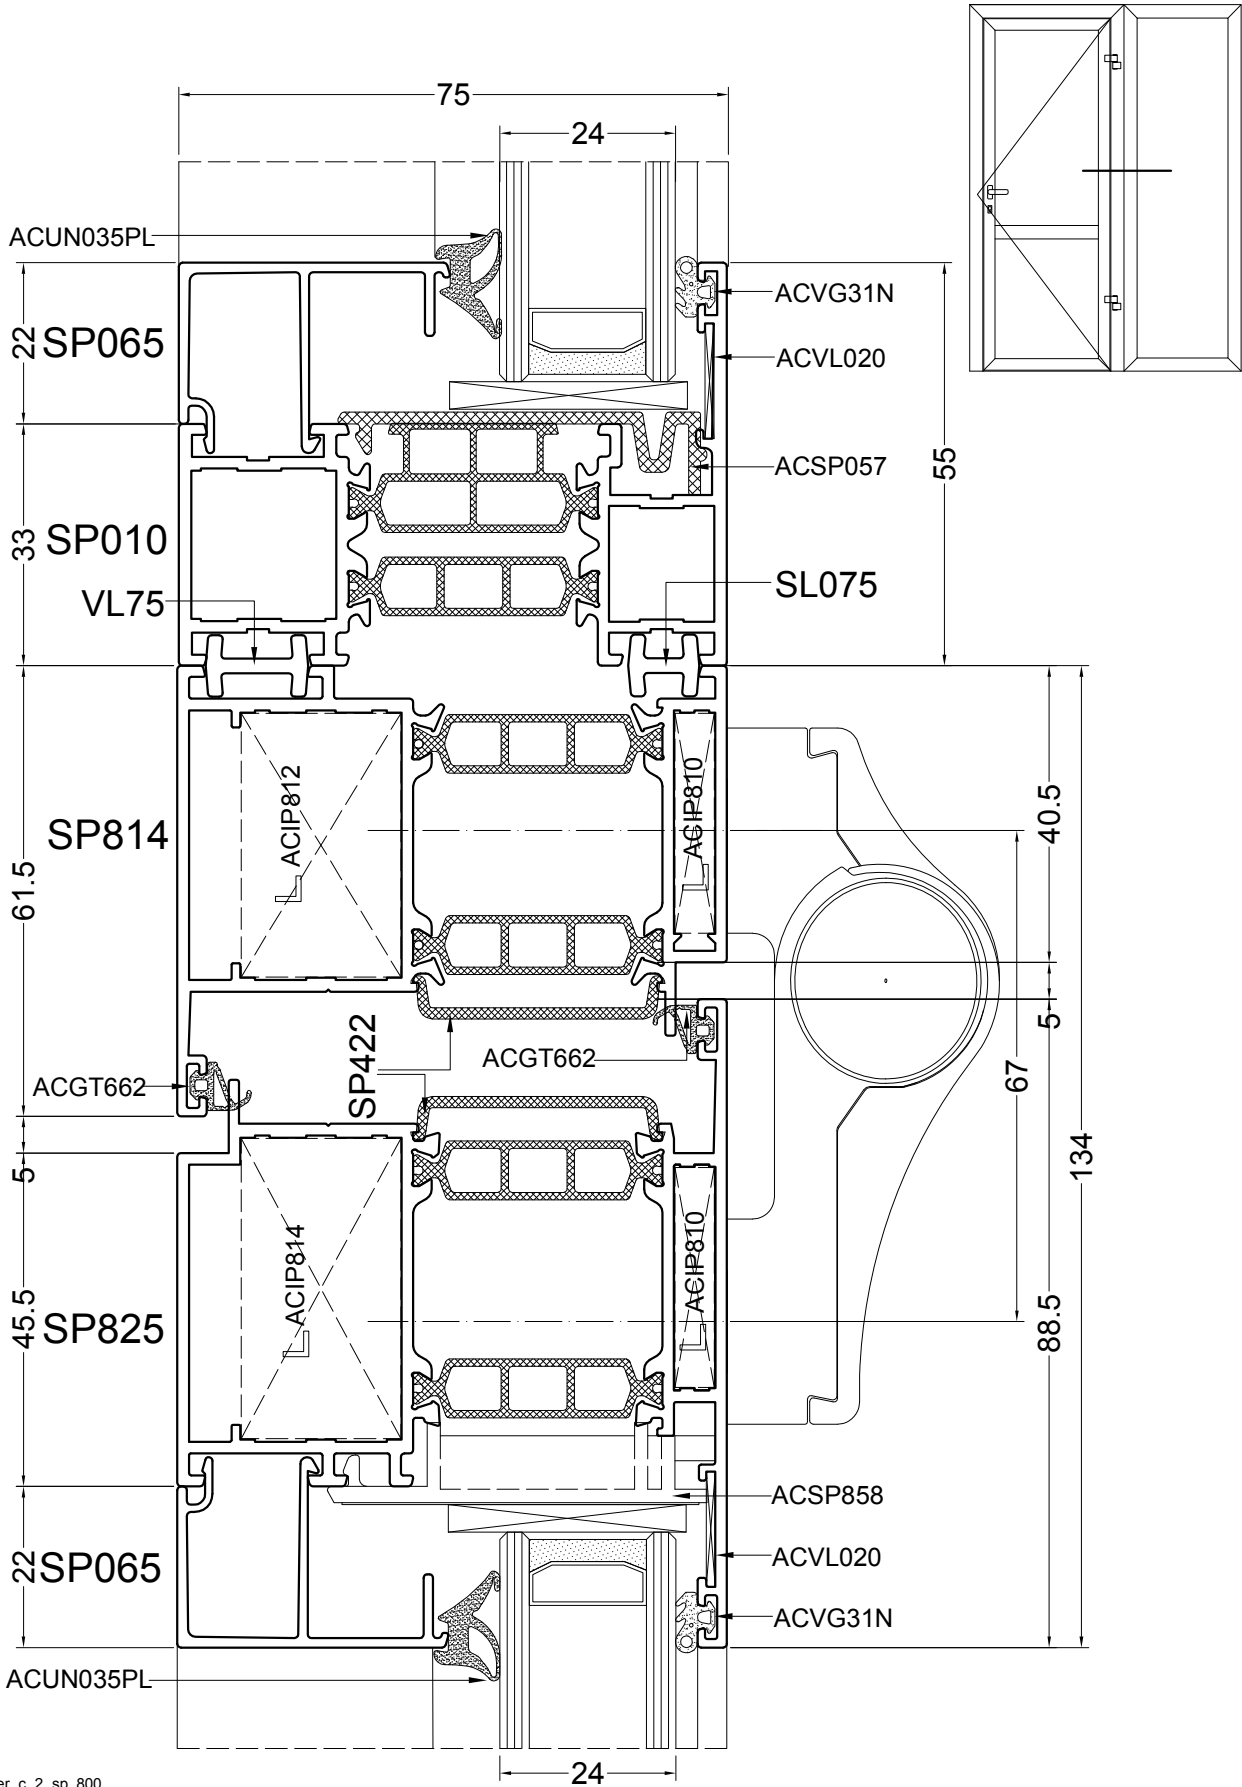 75
24
ACUN035PL
ACVG31N
22
SP065
ACVL020
ACSP057
55
33
SP010
VL75
SL075
ACIP812
ACIP810
SP814
40.5
61.5
SP422
ACGT662
5
67
ACGT662
134
5
ACIP814
ACIP810
45.5
SP825
88.5
ACSP858
22
SP065
ACVL020
ACVG31N
ACUN035PL
24
er_c_2_sp_800